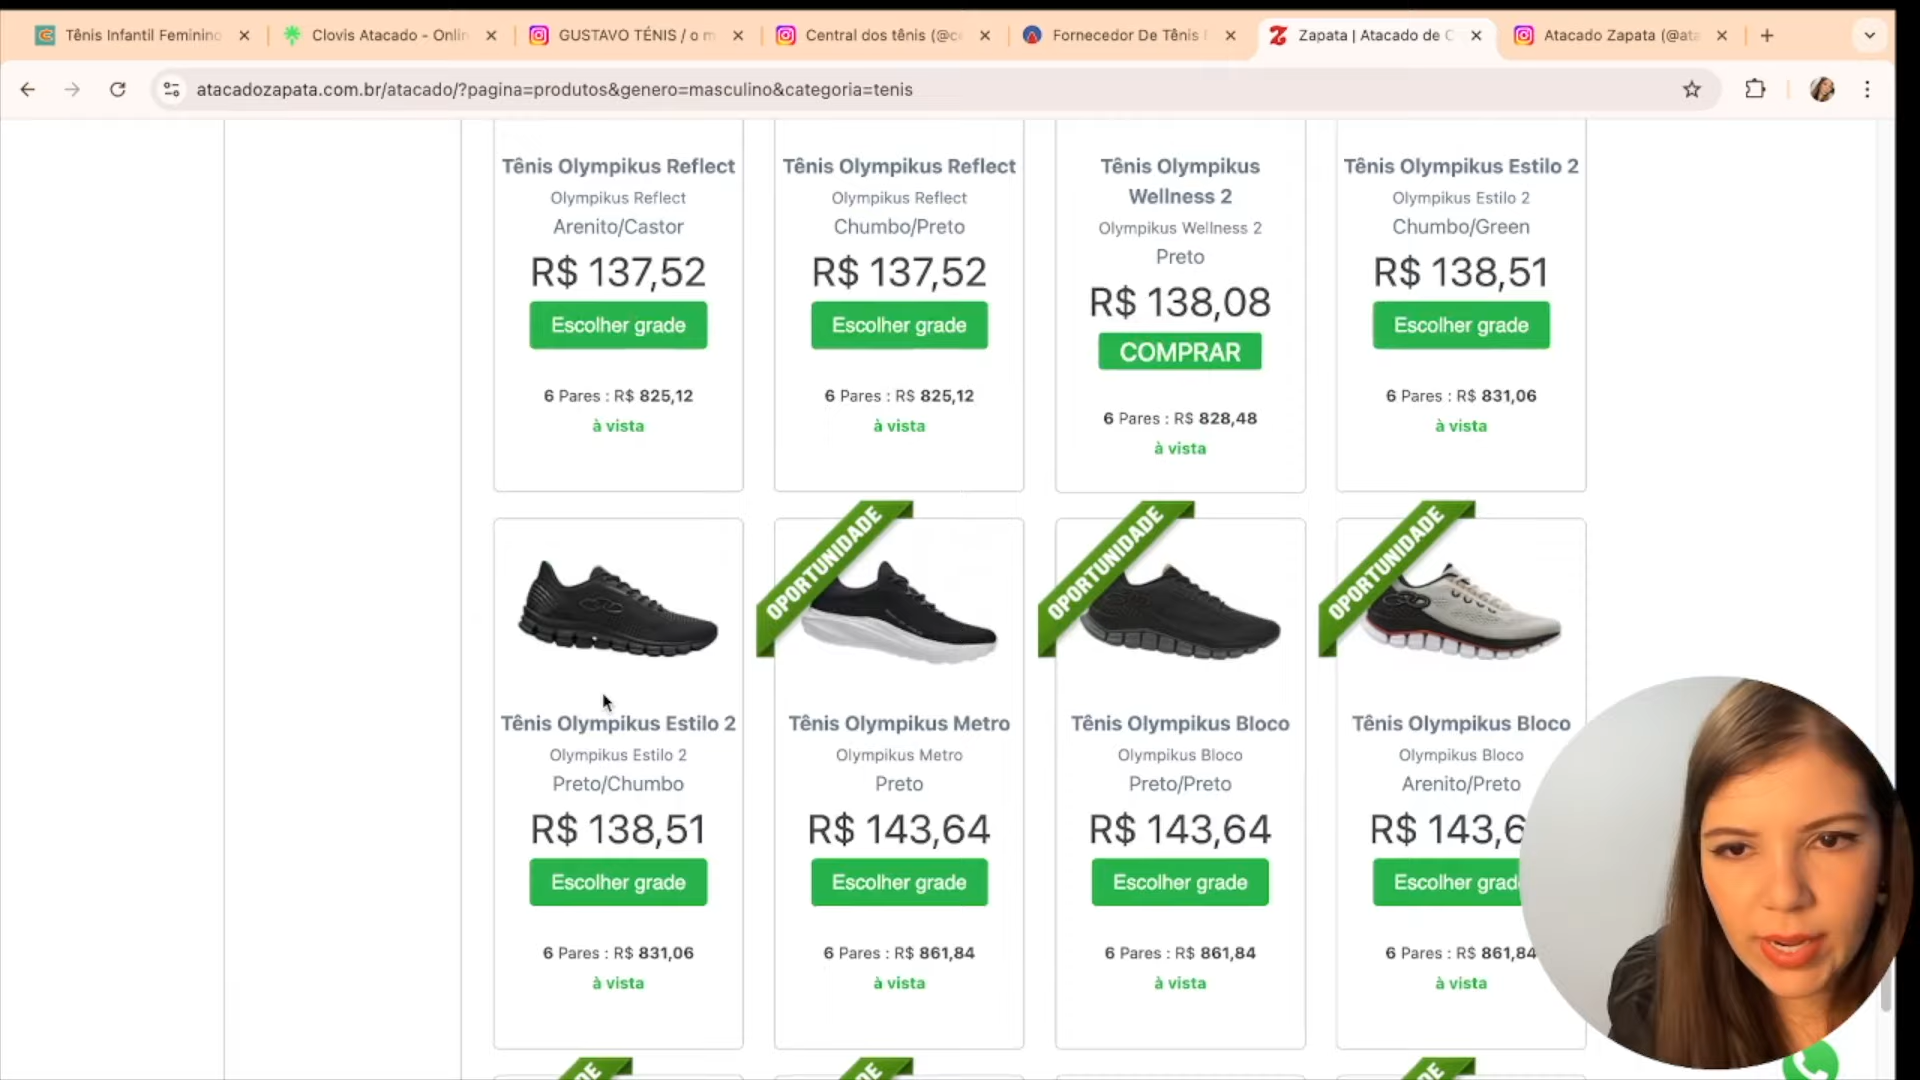 Tênis Infantil Feminino
Clovis Atacado - Onlin
GUSTAVO TÉNIS / o m
Central dos tênis (@c
Fornecedor De Tênis
Zapata | Atacado de C
Atacado Zapata (@ata
atacadozapata.com.br/atacado/?pagina=produtos&genero=masculino&categoria=tenis
Tênis Olympikus Reflect
Olympikus Reflect
Arenito/Castor
R$ 137,52
Escolher grade
6 Pares : R$ 825,12
à vista
Tênis Olympikus Reflect
Olympikus Reflect
Chumbo/Preto
R$ 137,52
Escolher grade
6 Pares : R$ 825,12
à vista
Tênis Olympikus
Wellness 2
Olympikus Wellness 2
Preto
R$ 138,08
COMPRAR
6 Pares : R$ 828,48
à vista
Tênis Olympikus Estilo 2
Olympikus Estilo 2
Chumbo/Green
R$ 138,51
Escolher grade
6 Pares : R$ 831,06
à vista
Tênis Olympikus Estilo 2
Olympikus Estilo 2
Preto/Chumbo
R$ 138,51
Escolher grade
6 Pares : R$ 831,06
à vista
OPORTUNIDADE
Tênis Olympikus Metro
Olympikus Metro
Preto
R$ 143,64
Escolher grade
6 Pares : R$ 861,84
à vista
OPORTUNIDADE
Tênis Olympikus Bloco
Olympikus Bloco
Preto/Preto
R$ 143,64
Escolher grade
6 Pares : R$ 861,84
à vista
OPORTUNIDADE
Tênis Olympikus Bloco
Olympikus Bloco
Arenito/Preto
R$ 143,6
Escolher grad
6 Pares : R$ 861,84
à vista
DE
DE
DE